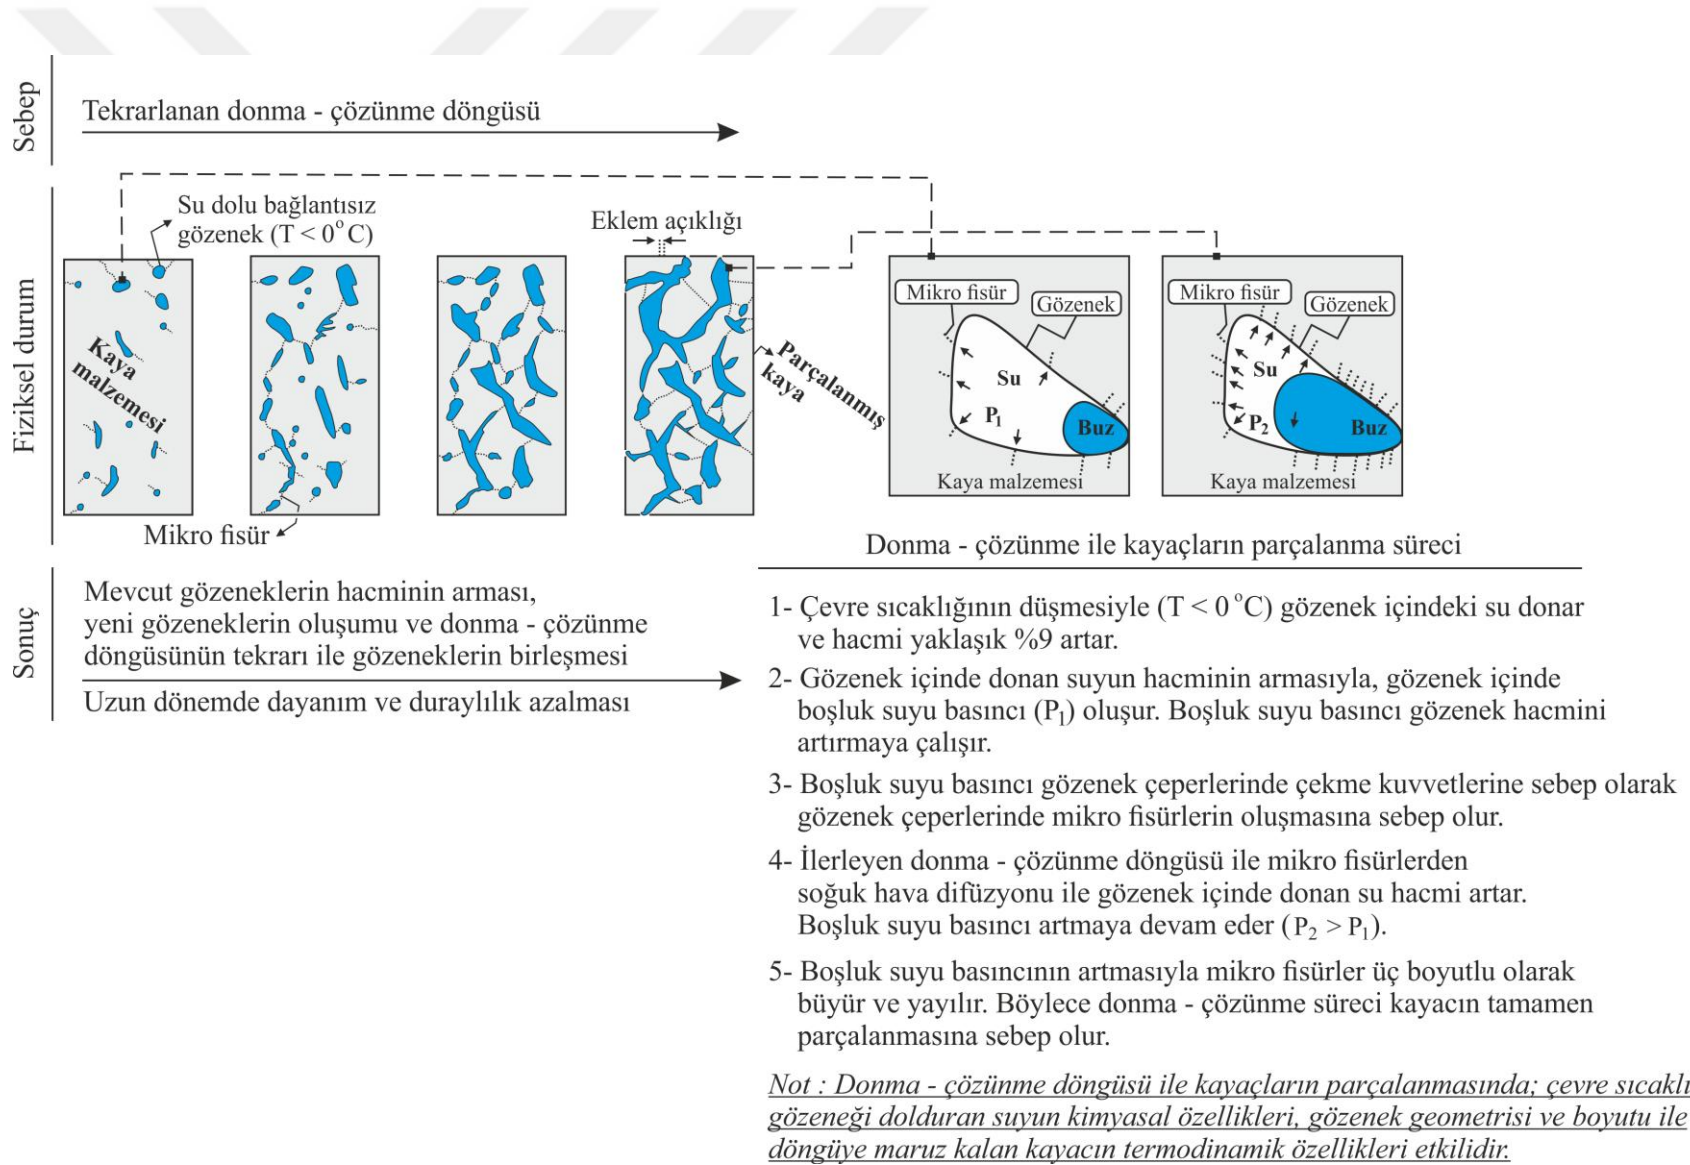 Sebep
Tekrarlanan donma - çözünme döngüsü
Fiziksel durum
Su dolu bağlantısız
gözenek (T < 0°C)
Eklem açıklığı
Kaya
malzemesi
Parçalanmış
kaya
Mikro fisür
Mikro fisür
Gözenek
Su
P₁
Buz
Kaya malzemesi
Mikro fisür
Gözenek
Su
P₂
Buz
Kaya malzemesi
Sonuç
Mevcut gözeneklerin hacminin arması,
yeni gözeneklerin oluşumu ve donma - çözünme
döngüsünün tekrarı ile gözeneklerin birleşmesi
Uzun dönemde dayanım ve duraylılık azalması
Donma - çözünme ile kayaçların parçalanma süreci
1- Çevre sıcaklığının düşmesiyle (T < 0 °C) gözenek içindeki su donar
ve hacmi yaklaşık %9 artar.
2- Gözenek içinde donan suyun hacminin armasıyla, gözenek içinde
boşluk suyu basıncı (P₁) oluşur. Boşluk suyu basıncı gözenek hacmini
artırmaya çalışır.
3- Boşluk suyu basıncı gözenek çeperlerinde çekme kuvvetlerine sebep olarak
gözenek çeperlerinde mikro fisürlerin oluşmasına sebep olur.
4- İlerleyen donma - çözünme döngüsü ile mikro fisürlerden
soğuk hava difüzyonu ile gözenek içinde donan su hacmi artar.
Boşluk suyu basıncı artmaya devam eder (P₂ > P₁).
5- Boşluk suyu basıncının artmasıyla mikro fisürler üç boyutlu olarak
büyür ve yayılır. Böylece donma - çözünme süreci kayacın tamamen
parçalanmasına sebep olur.
Not : Donma - çözünme döngüsü ile kayaçların parçalanmasında; çevre sıcaklı
gözeneği dolduran suyun kimyasal özellikleri, gözenek geometrisi ve boyutu ile
döngüye maruz kalan kayacın termodinamik özellikleri etkilidir.